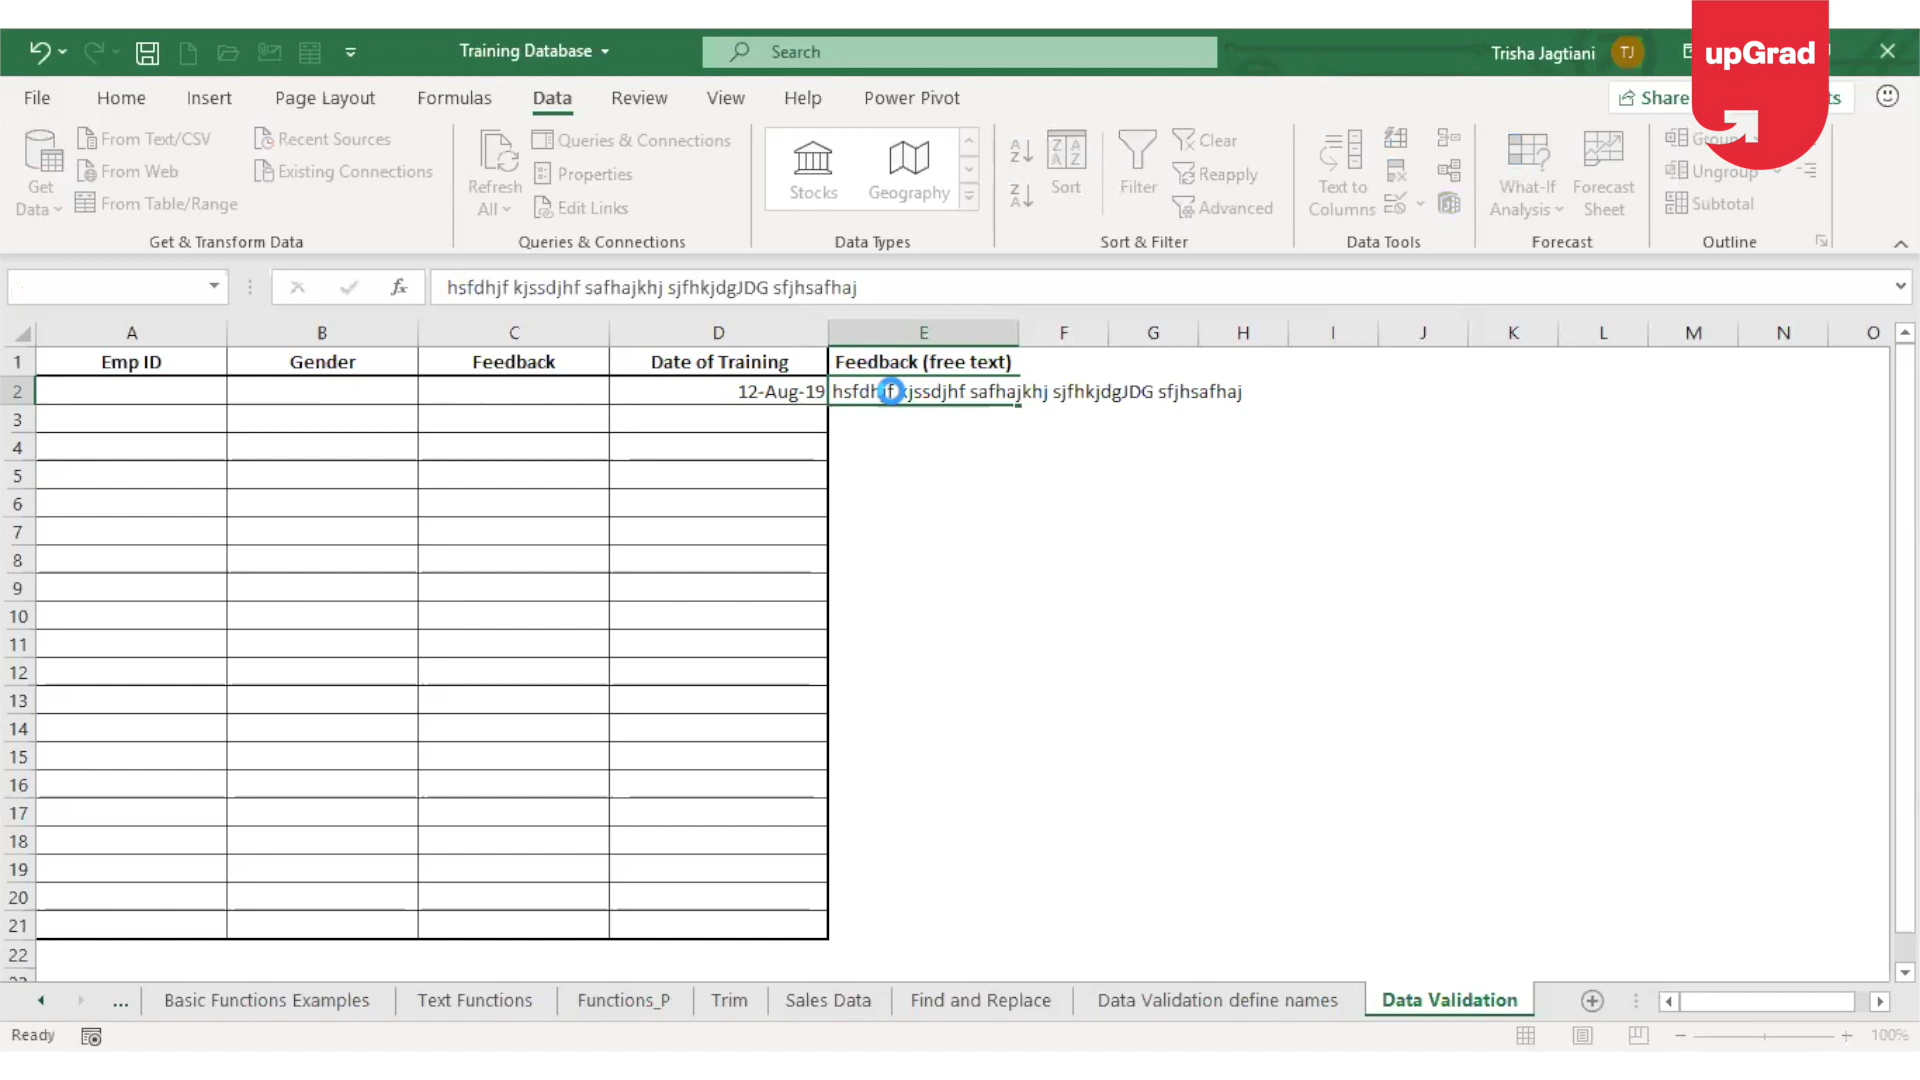 Training Database
Search
Trisha Jagtiani
TJ
upGrad
File Home Insert Page Layout Formulas Data Review View Help Power Pivot
Share
Get Data
From Text/CSV
From Web
From Table/Range
Recent Sources
Existing Connections
Get & Transform Data
Refresh All
Queries & Connections
Properties
Edit Links
Queries & Connections
Stocks
Geography
Data Types
Sort
Filter
Clear
Reapply
Advanced
Sort & Filter
Text to Columns
Data Tools
What-If Analysis
Forecast Sheet
Forecast
Ungroup
Subtotal
Outline
fx
hsfdhjf kjssdjhf safhajkhj sjfhkjdgJDG sfjhsafhaj
A B C D E F G H I J K L M N O
1 Emp ID Gender Feedback Date of Training Feedback (free text)
2 12-Aug-19 hsfdhjf kjssdjhf safhajkhj sjfhkjdgJDG sfjhsafhaj
3
4
5
6
7
8
9
10
11
12
13
14
15
16
17
18
19
20
21
22
... Basic Functions Examples Text Functions Functions_P Trim Sales Data Find and Replace Data Validation define names Data Validation
Ready
100%